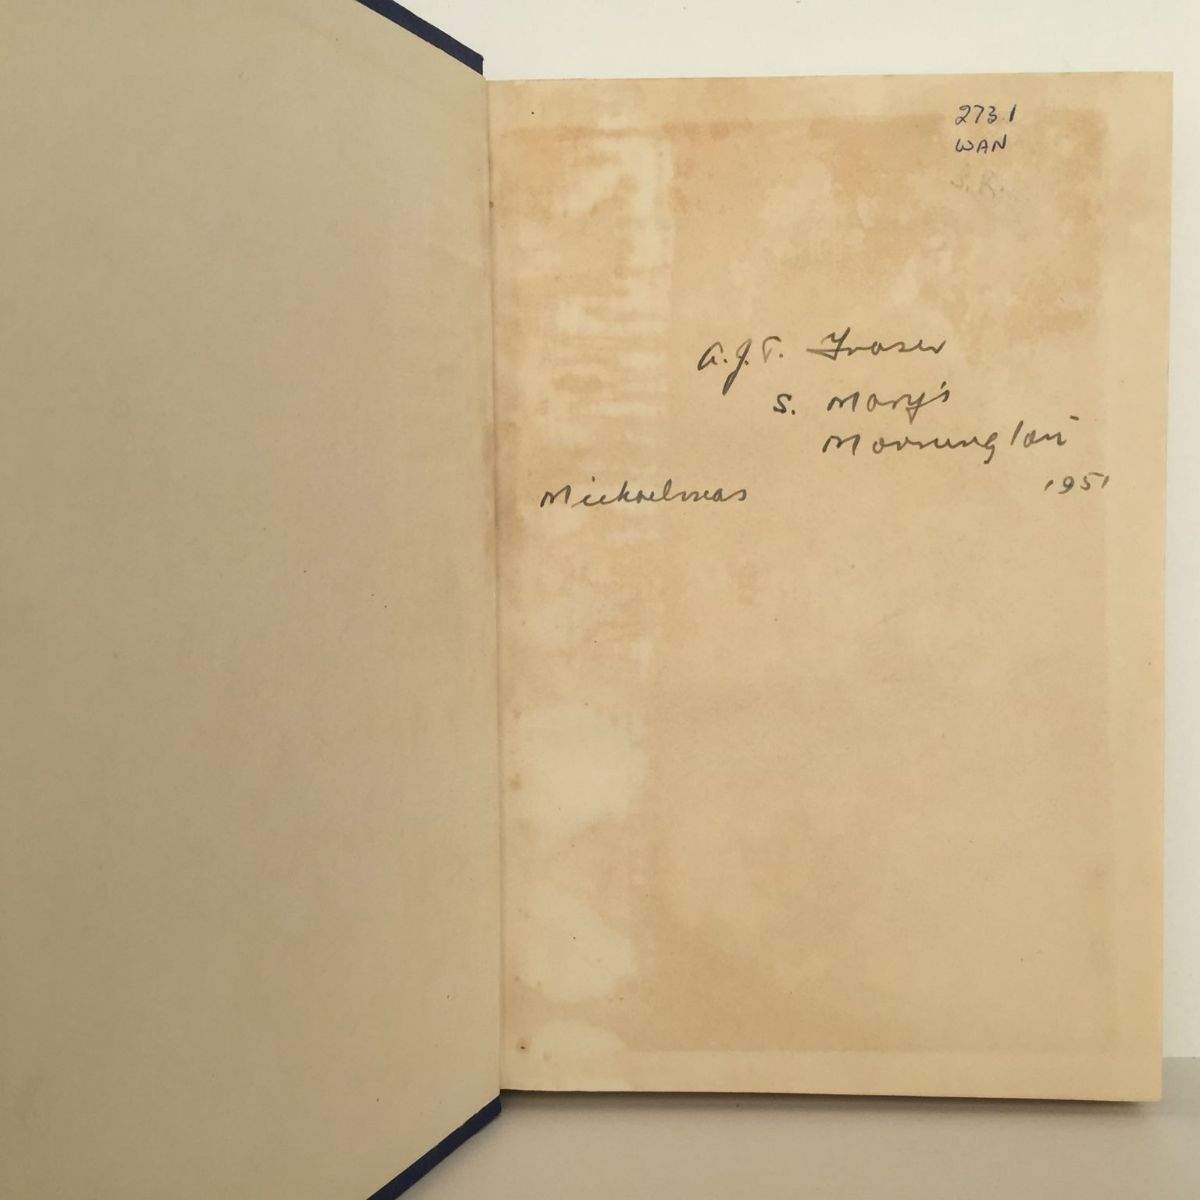 273.1
WAN
S.R.
A.J.T. Fraser
S. Mary's
Mornington
Michaelmas 1951